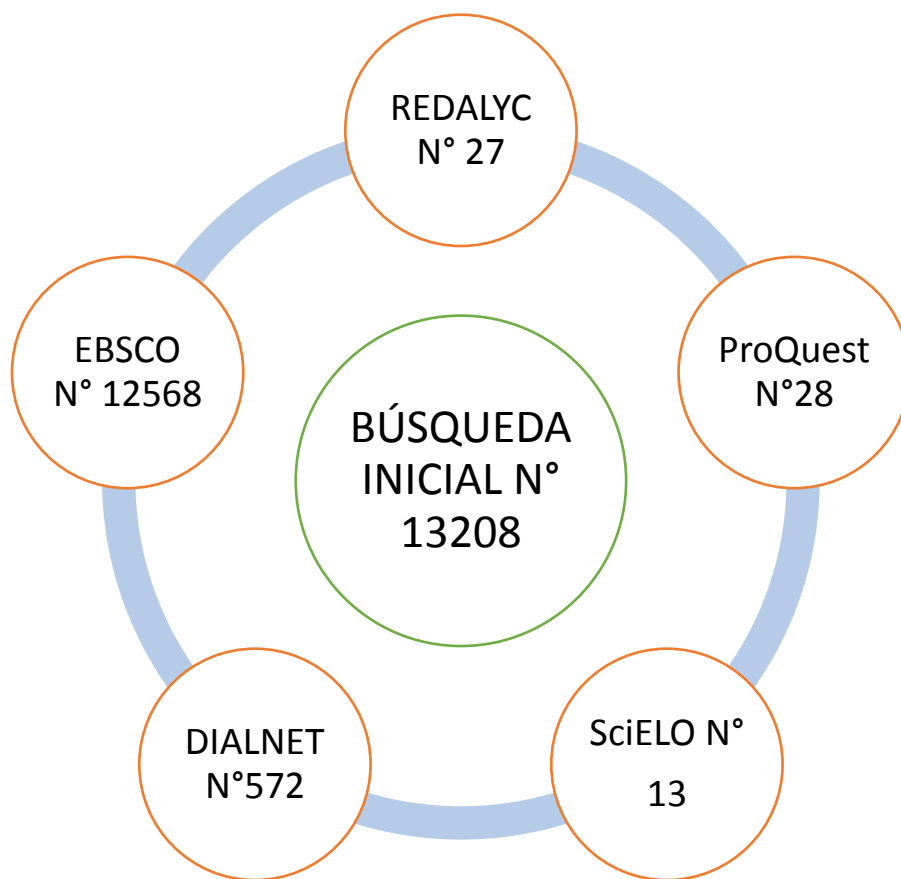 REDALYC
N° 27
EBSCO
N° 12568
ProQuest
N°28
BÚSQUEDA
INICIAL N°
13208
DIALNET
N°572
SciELO N°
13